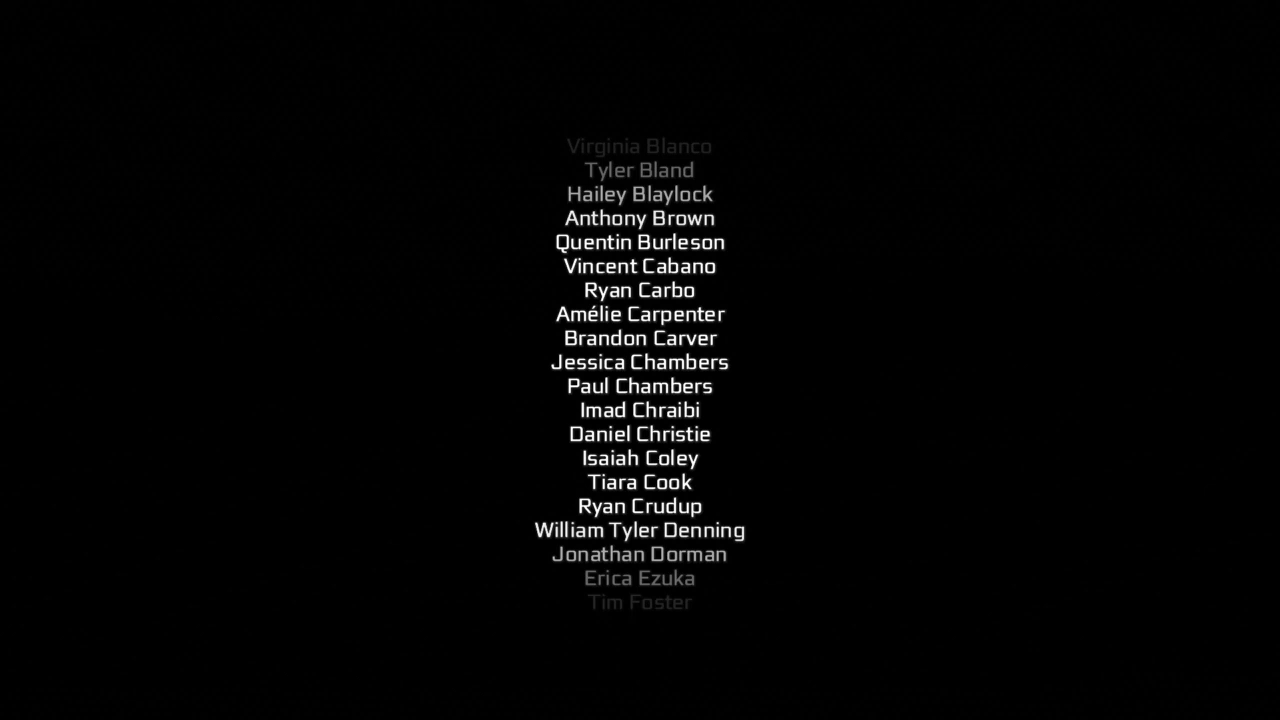 Virginia Blanco
Tyler Bland
Hailey Blaylock
Anthony Brown
Quentin Burleson
Vincent Cabano
Ryan Carbo
Amélie Carpenter
Brandon Carver
Jessica Chambers
Paul Chambers
Imad Chraibi
Daniel Christie
Isaiah Coley
Tiara Cook
Ryan Crudup
William Tyler Denning
Jonathan Dorman
Erica Ezuka
Tim Foster